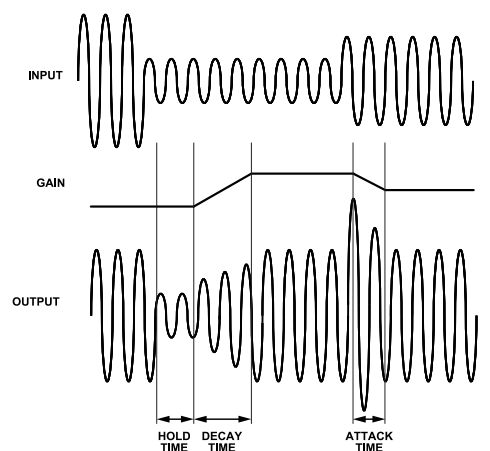 INPUT
GAIN
OUTPUT
HOLD
TIME
DECAY
TIME
ATTACK
TIME